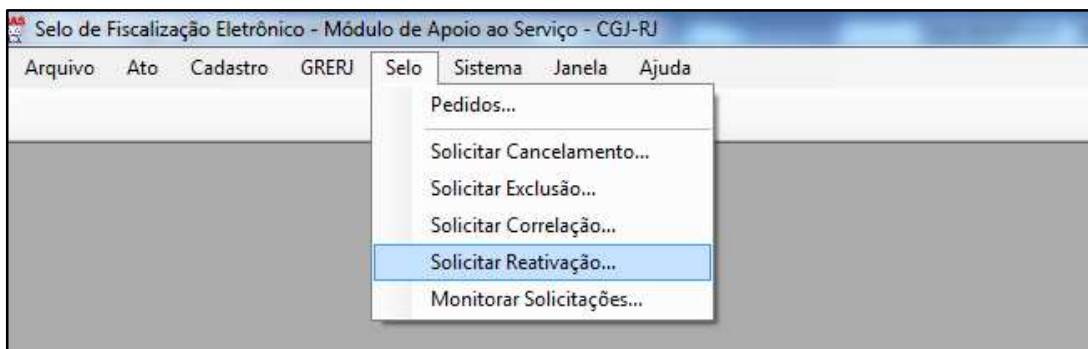 Selo de Fiscalização Eletrônico - Módulo de Apoio ao Serviço - CGJ-RJ
Arquivo Ato Cadastro GRERJ Selo Sistema Janela Ajuda
Pedidos...
Solicitar Cancelamento...
Solicitar Exclusão...
Solicitar Correlação...
Solicitar Reativação...
Monitorar Solicitações...